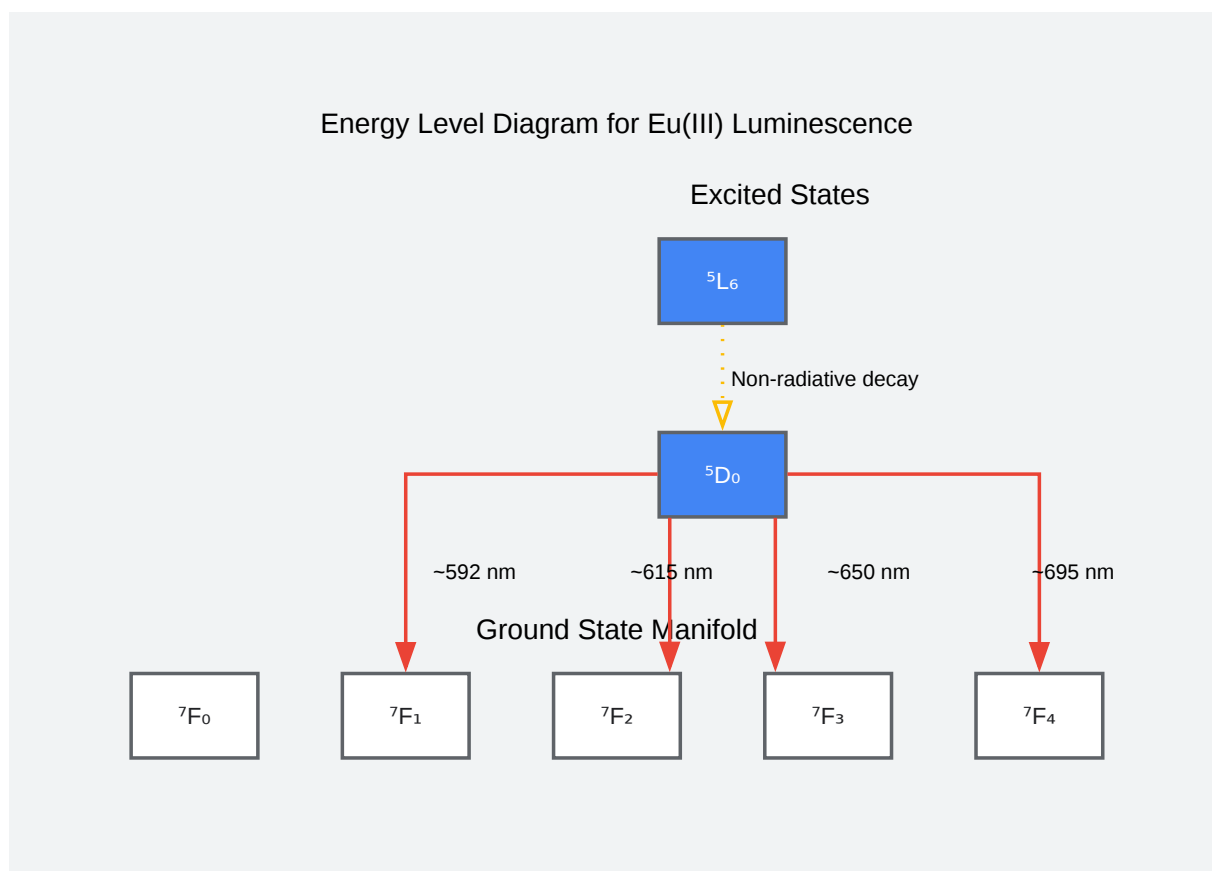 Energy Level Diagram for Eu(III) Luminescence
Excited States
⁵L₆
Non-radiative decay
⁵D₀
~592 nm
~615 nm
~650 nm
~695 nm
Ground State Manifold
⁷F₀
⁷F₁
⁷F₂
⁷F₃
⁷F₄